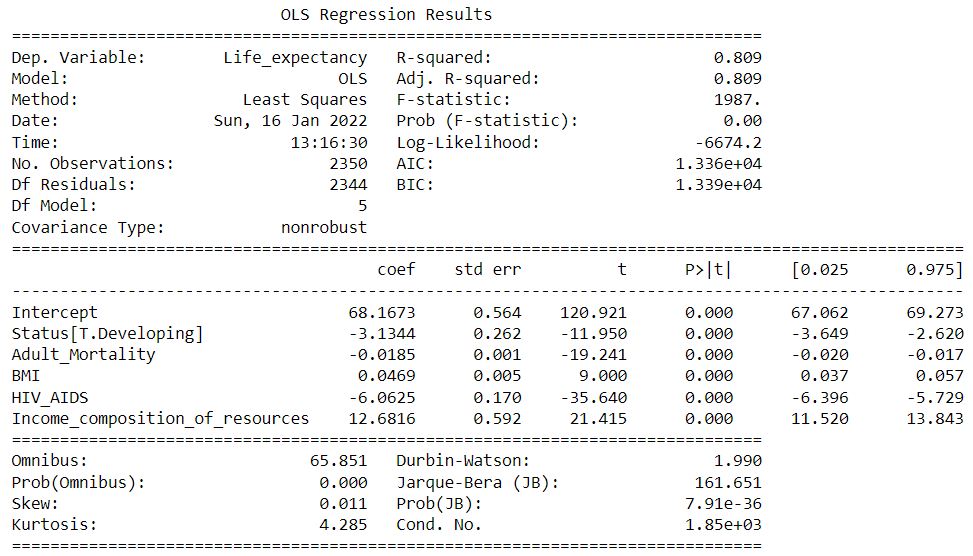 OLS Regression Results
==============================================================================
Dep. Variable: Life_expectancy R-squared: 0.809
Model: OLS Adj. R-squared: 0.809
Method: Least Squares F-statistic: 1987.
Date: Sun, 16 Jan 2022 Prob (F-statistic): 0.00
Time: 13:16:30 Log-Likelihood: -6674.2
No. Observations: 2350 AIC: 1.336e+04
Df Residuals: 2344 BIC: 1.339e+04
Df Model: 5
Covariance Type: nonrobust
===================================================================================================
coef std err t P>|t| [0.025 0.975]
---------------------------------------------------------------------------------------------------
Intercept 68.1673 0.564 120.921 0.000 67.062 69.273
Status[T.Developing] -3.1344 0.262 -11.950 0.000 -3.649 -2.620
Adult_Mortality -0.0185 0.001 -19.241 0.000 -0.020 -0.017
BMI 0.0469 0.005 9.000 0.000 0.037 0.057
HIV_AIDS -6.0625 0.170 -35.640 0.000 -6.396 -5.729
Income_composition_of_resources 12.6816 0.592 21.415 0.000 11.520 13.843
==============================================================================
Omnibus: 65.851 Durbin-Watson: 1.990
Prob(Omnibus): 0.000 Jarque-Bera (JB): 161.651
Skew: 0.011 Prob(JB): 7.91e-36
Kurtosis: 4.285 Cond. No. 1.85e+03
==============================================================================